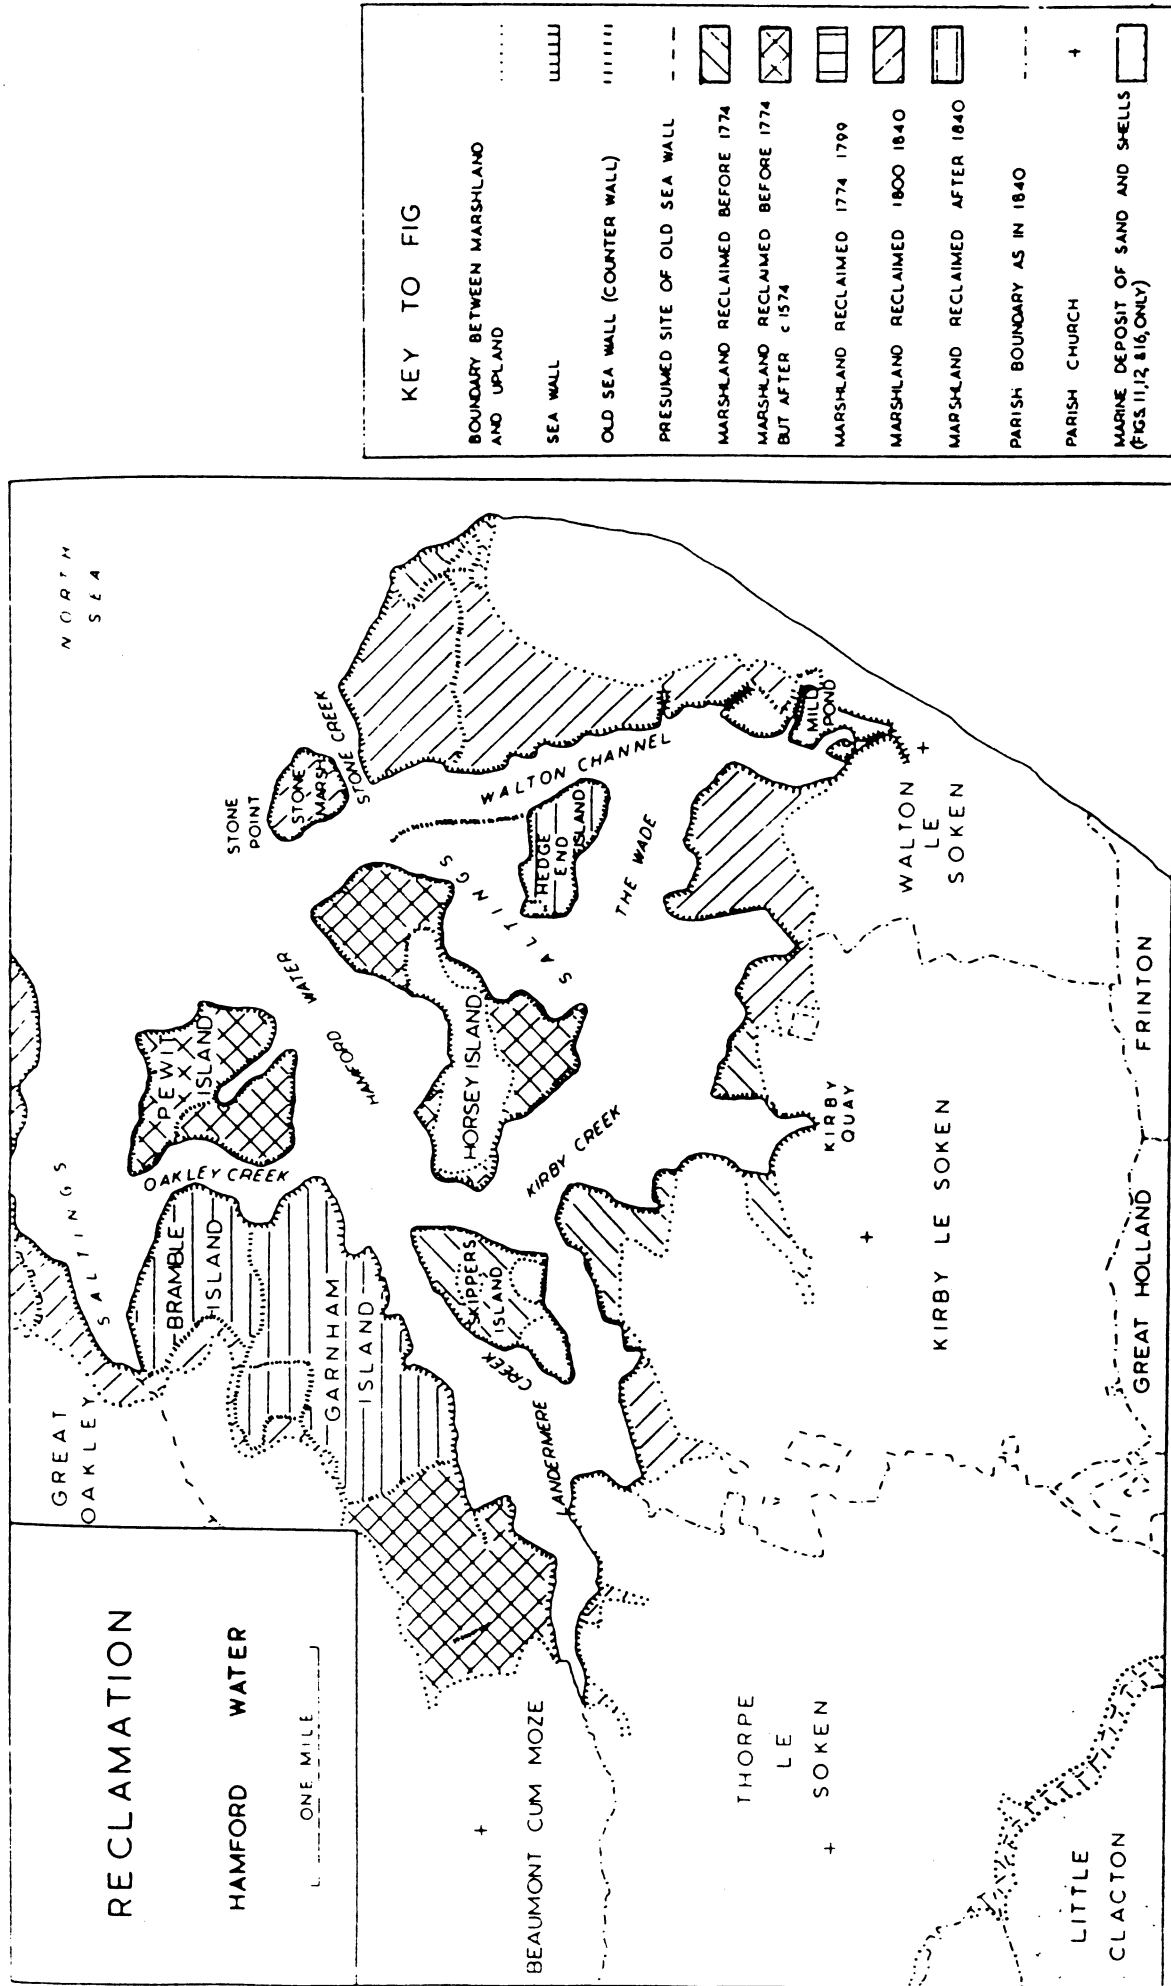 RECLAMATION
HAMFORD WATER
ONE MILE
GREAT
OAKLEY
SALTINGS
NORTH
SEA
BRAMBLE
ISLAND
OAKLEY CREEK
PEWIT
ISLAND
GARNHAM
ISLAND
HAMFORD WATER
STONE
POINT
STONE
MARSH
STONE CREEK
SKIPPERS
ISLAND
HORSEY ISLAND
SALTINGS
WALTON CHANNEL
HEDGE
END
ISLAND
LANDERMERE CREEK
KIRBY CREEK
THE WADE
BEAUMONT CUM MOZE
KIRBY
QUAY
MILL
POND
THORPE
LE
SOKEN
KIRBY LE SOKEN
WALTON
LE
SOKEN
LITTLE
CLACTON
GREAT HOLLAND
FRINTON
KEY TO FIG
BOUNDARY BETWEEN MARSHLAND
AND UPLAND
SEA WALL
OLD SEA WALL (COUNTER WALL)
PRESUMED SITE OF OLD SEA WALL
MARSHLAND RECLAIMED BEFORE 1774
MARSHLAND RECLAIMED BEFORE 1774
BUT AFTER c 1574
MARSHLAND RECLAIMED 1774 1799
MARSHLAND RECLAIMED 1800 1840
MARSHLAND RECLAIMED AFTER 1840
PARISH BOUNDARY AS IN 1840
PARISH CHURCH
MARINE DEPOSIT OF SAND AND SHELLS
(FIGS. 11, 12, &16, ONLY)